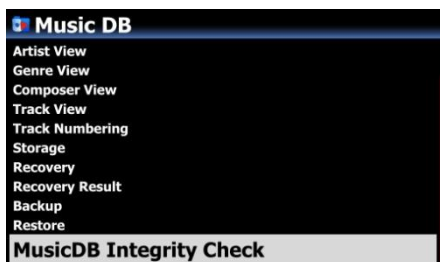 Music DB
Artist View
Genre View
Composer View
Track View
Track Numbering
Storage
Recovery
Recovery Result
Backup
Restore
MusicDB Integrity Check